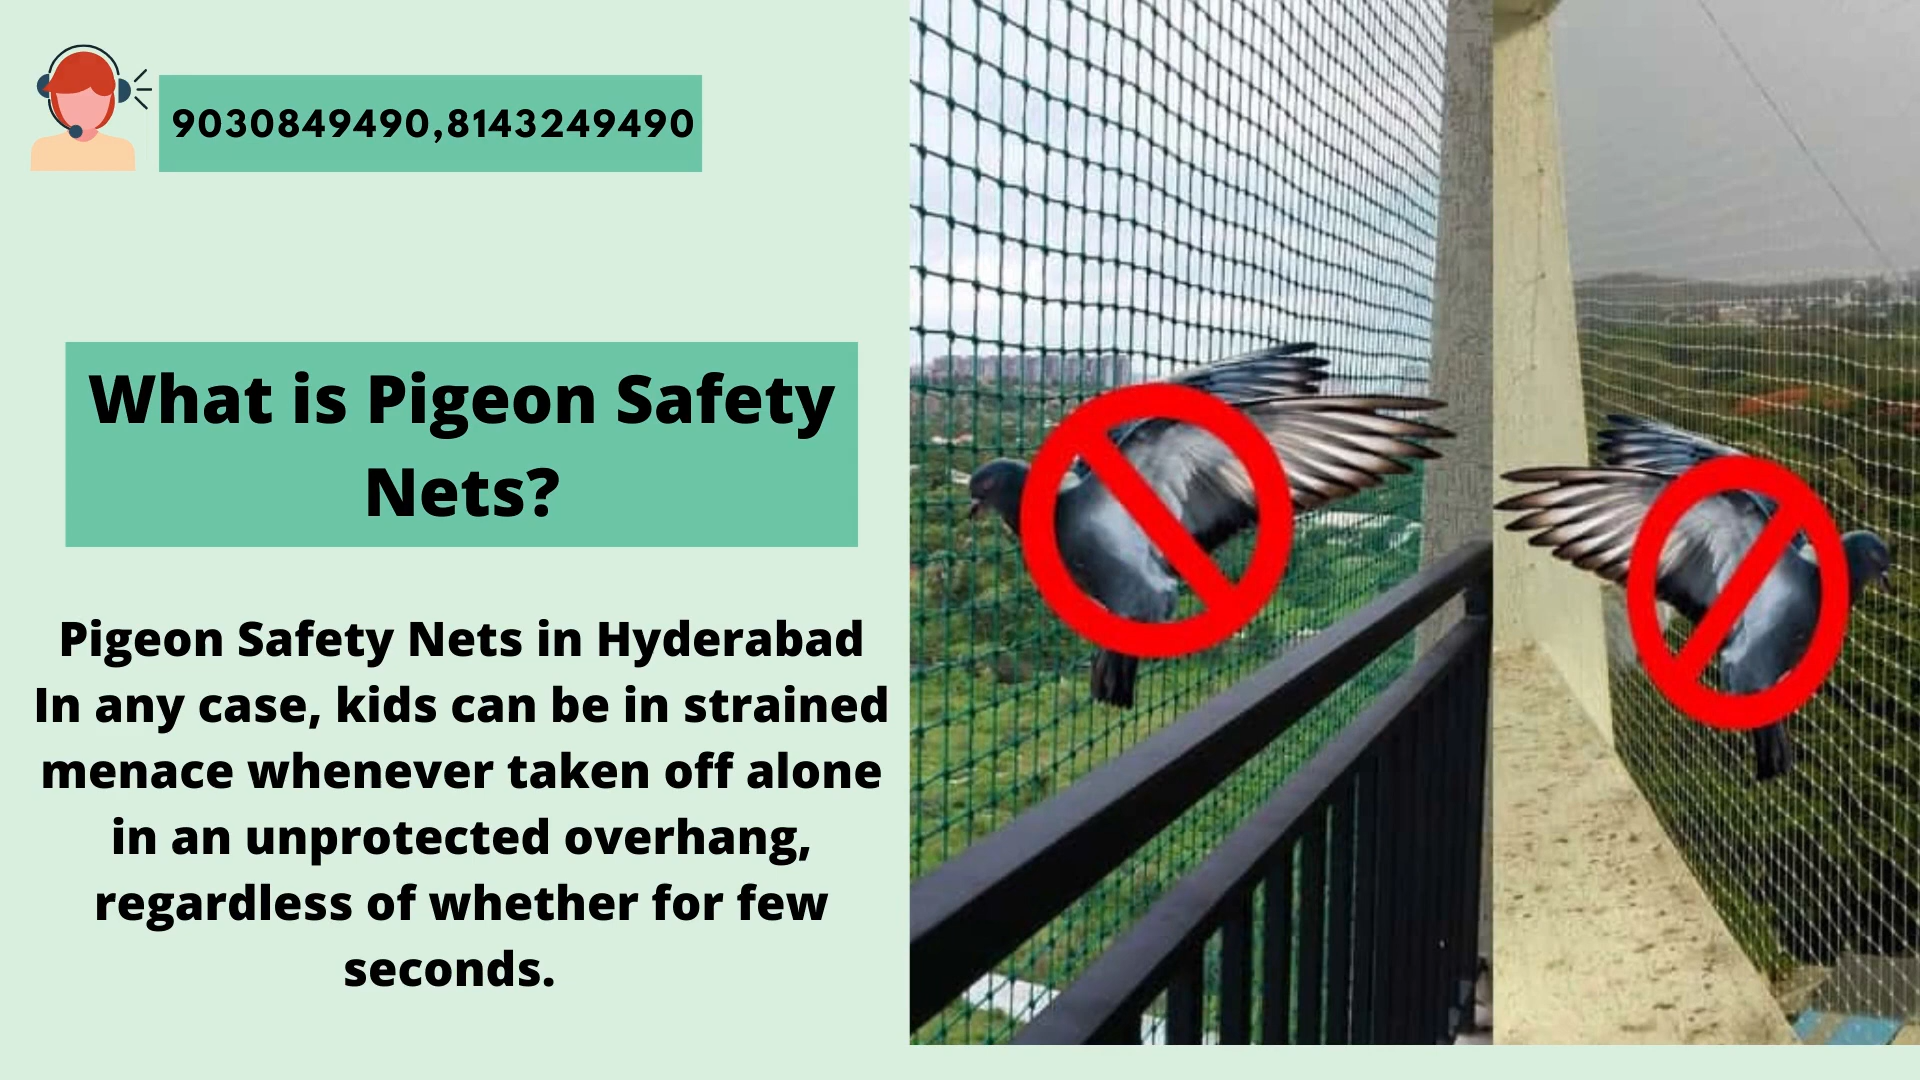 9030849490,8143249490
What is Pigeon Safety
Nets?
Pigeon Safety Nets in Hyderabad
In any case, kids can be in strained
menace whenever taken off alone
in an unprotected overhang,
regardless of whether for few
seconds.